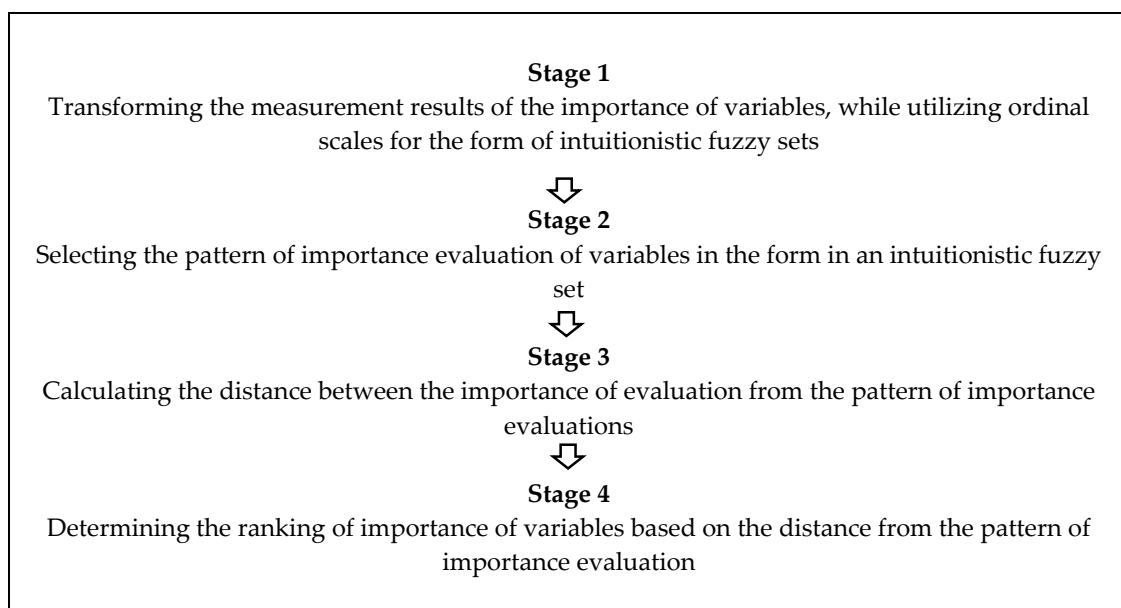 Stage 1
Transforming the measurement results of the importance of variables, while utilizing ordinal
scales for the form of intuitionistic fuzzy sets
Stage 2
Selecting the pattern of importance evaluation of variables in the form in an intuitionistic fuzzy
set
Stage 3
Calculating the distance between the importance of evaluation from the pattern of importance
evaluations
Stage 4
Determining the ranking of importance of variables based on the distance from the pattern of
importance evaluation